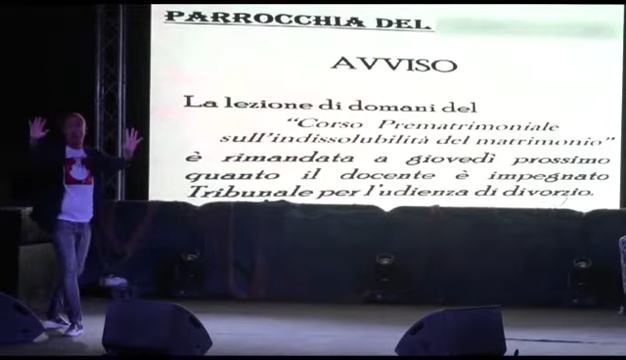 PARROCCHIA DEL
AVVISO
La lezione di domani del
“Corso Prematrimoniale
sull’indissolubilità del matrimonio”
è rimandata a giovedì prossimo
quanto il docente è impegnato
Tribunale per l’udienza di divorzio.